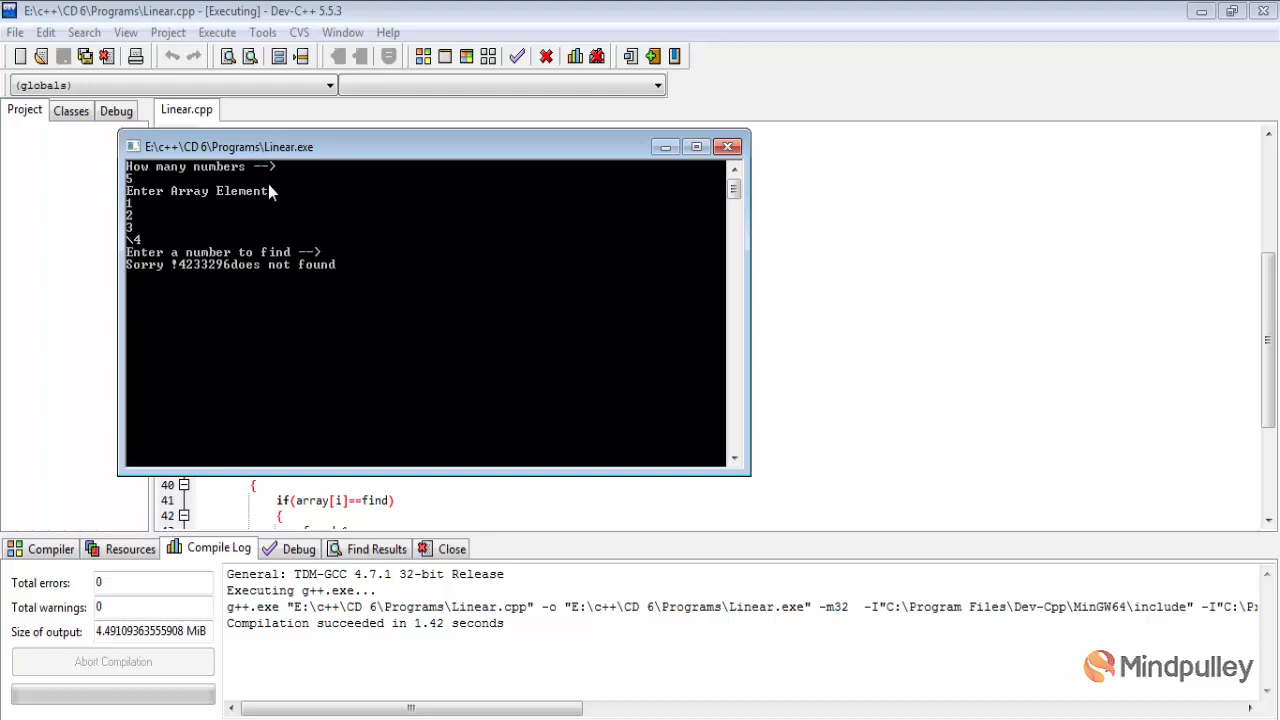 E:\c++\CD 6\Programs\Linear.cpp - [Executing] - Dev-C++ 5.5.3
File Edit Search View Project Execute Tools CVS Window Help
(globals)
Project Classes Debug Linear.cpp
E:\c++\CD 6\Programs\Linear.exe
How many numbers -->
5
Enter Array Element
1
2
3
\4
Enter a number to find -->
Sorry !4233296does not found
40 {
41 if(array[i]==find)
42 {
Compiler Resources Compile Log Debug Find Results Close
Total errors: 0
Total warnings: 0
Size of output: 4.49109363555908 MiB
Abort Compilation
General: TDM-GCC 4.7.1 32-bit Release
Executing g++.exe...
g++.exe "E:\c++\CD 6\Programs\Linear.cpp" -o "E:\c++\CD 6\Programs\Linear.exe" -m32 -I"C:\Program Files\Dev-Cpp\MinGW64\include" -I"C:\P
Compilation succeeded in 1.42 seconds
Mindpulley